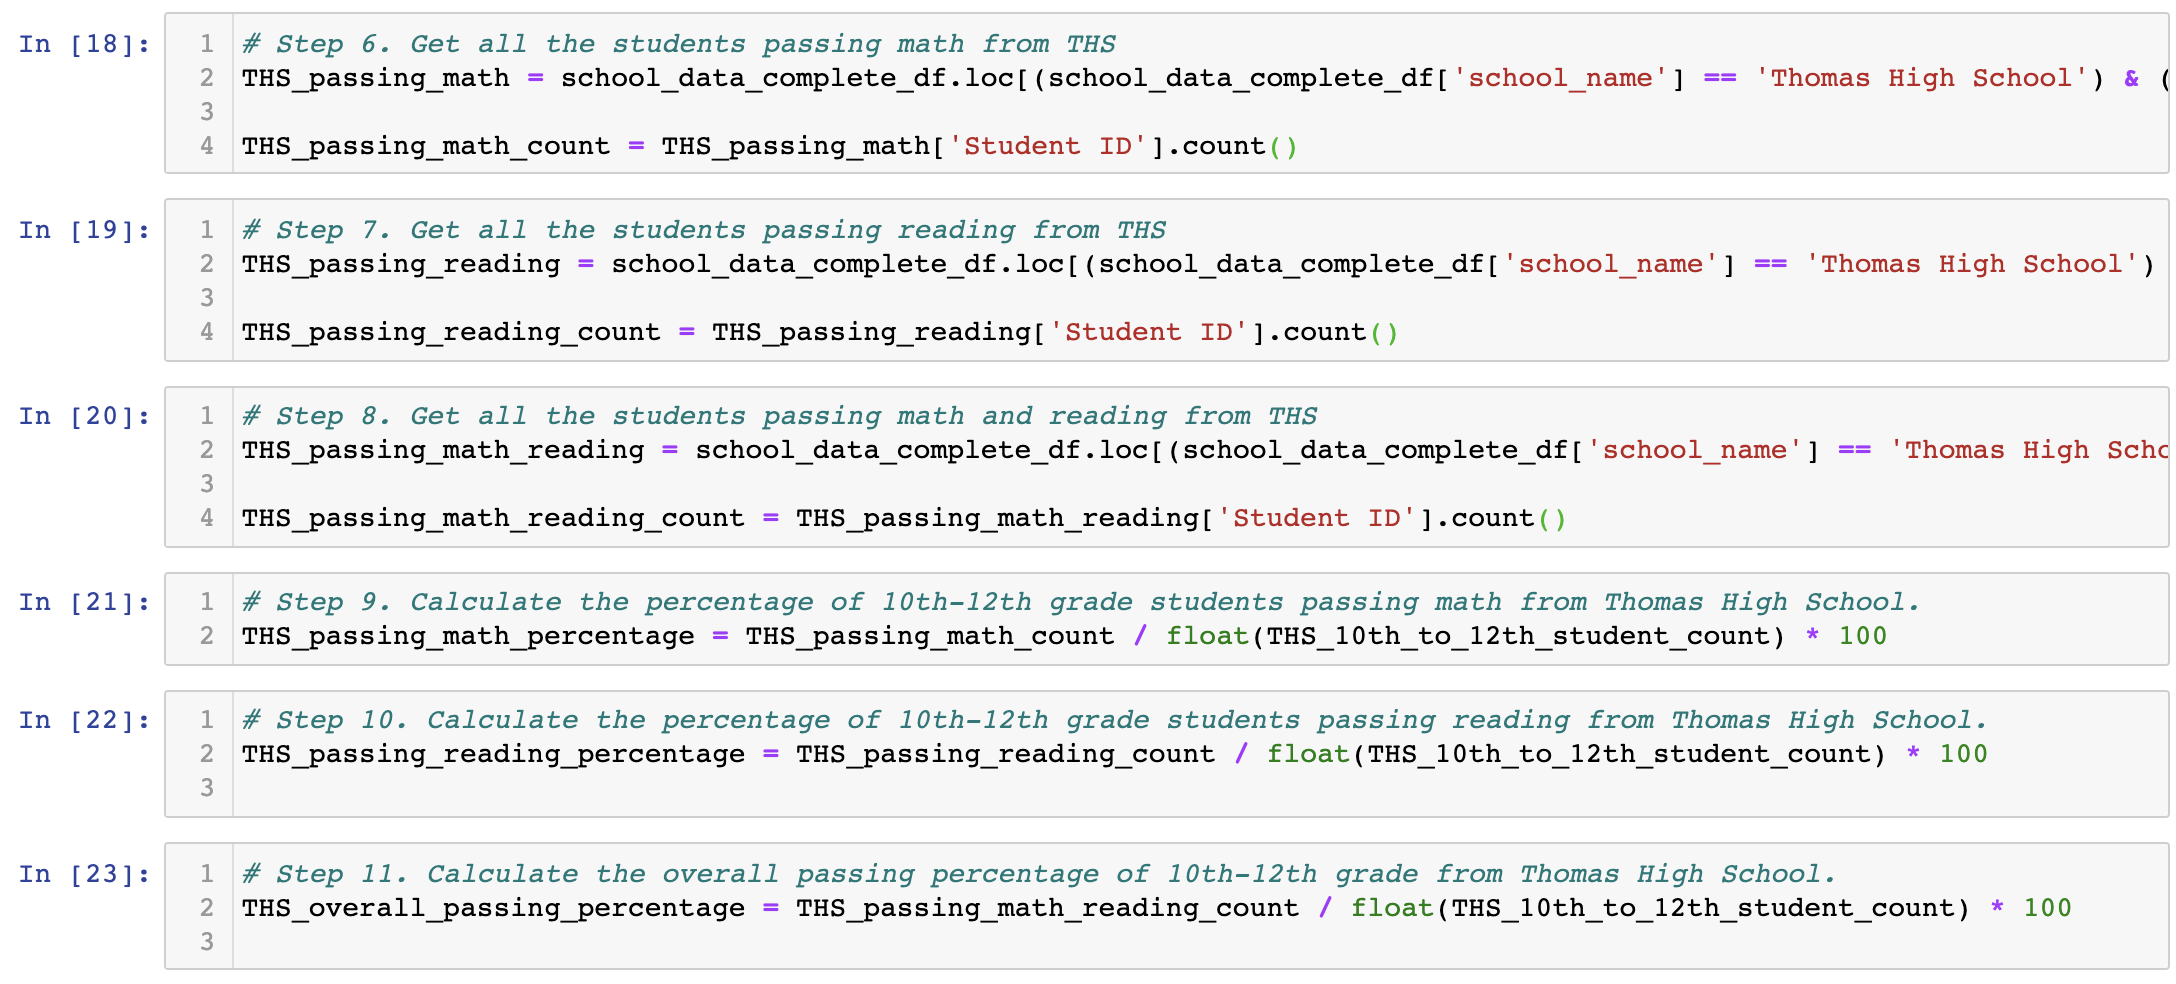 In [18]:
1 # Step 6. Get all the students passing math from THS
2 THS_passing_math = school_data_complete_df.loc[(school_data_complete_df['school_name'] == 'Thomas High School') & (
3
4 THS_passing_math_count = THS_passing_math['Student ID'].count()
In [19]:
1 # Step 7. Get all the students passing reading from THS
2 THS_passing_reading = school_data_complete_df.loc[(school_data_complete_df['school_name'] == 'Thomas High School')
3
4 THS_passing_reading_count = THS_passing_reading['Student ID'].count()
In [20]:
1 # Step 8. Get all the students passing math and reading from THS
2 THS_passing_math_reading = school_data_complete_df.loc[(school_data_complete_df['school_name'] == 'Thomas High Scho
3
4 THS_passing_math_reading_count = THS_passing_math_reading['Student ID'].count()
In [21]:
1 # Step 9. Calculate the percentage of 10th-12th grade students passing math from Thomas High School.
2 THS_passing_math_percentage = THS_passing_math_count / float(THS_10th_to_12th_student_count) * 100
In [22]:
1 # Step 10. Calculate the percentage of 10th-12th grade students passing reading from Thomas High School.
2 THS_passing_reading_percentage = THS_passing_reading_count / float(THS_10th_to_12th_student_count) * 100
3
In [23]:
1 # Step 11. Calculate the overall passing percentage of 10th-12th grade from Thomas High School.
2 THS_overall_passing_percentage = THS_passing_math_reading_count / float(THS_10th_to_12th_student_count) * 100
3